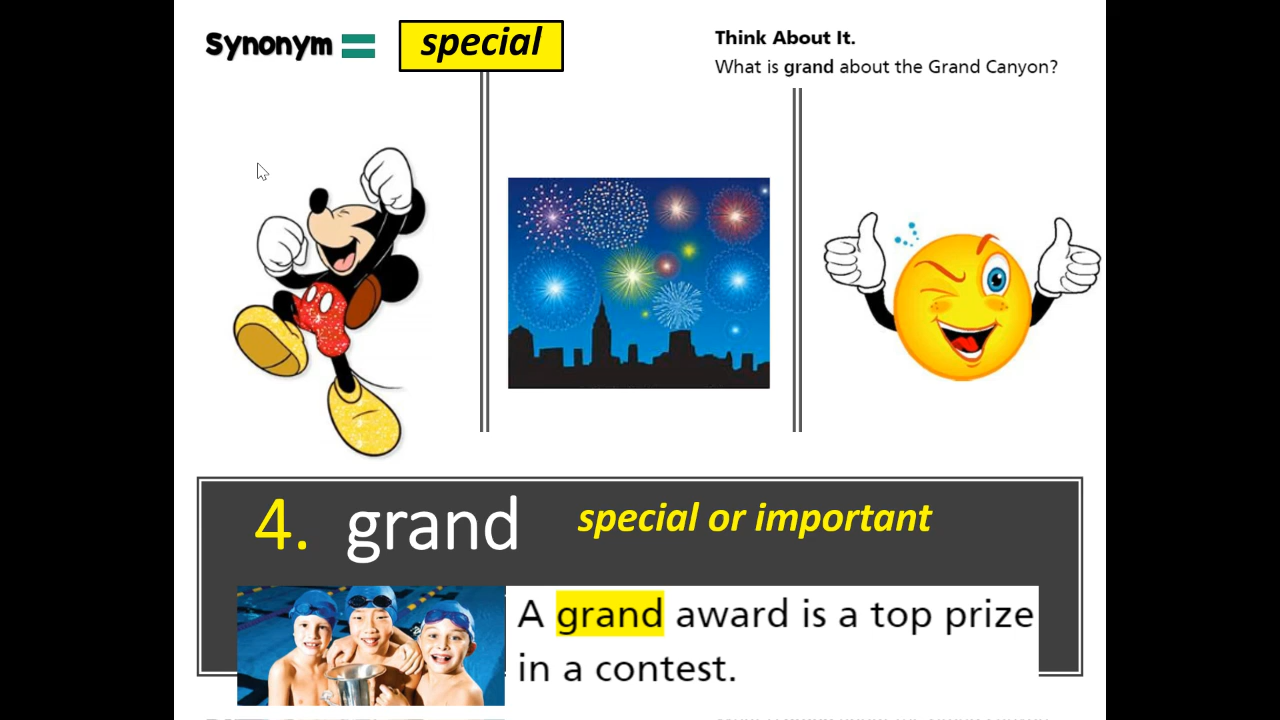 Synonym = special
Think About It.
What is grand about the Grand Canyon?
4. grand special or important
A grand award is a top prize
in a contest.